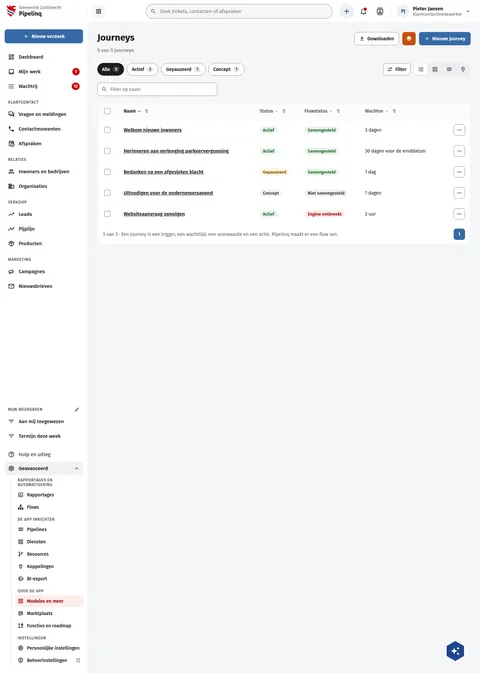 Gemeente Zuiddrecht
Pipelinq
Zoek tickets, contacten of afspraken
Pieter Jansen
Klantcontactmedewerker
PJ
+ Nieuw verzoek
Dashboard
Mijn werk
Wachtrij
KLANTCONTACT
Vragen en meldingen
Contactmomenten
Afspraken
RELATIES
Inwoners en bedrijven
Organisaties
VERKOOP
Leads
Pijplijn
Producten
MARKETING
Campagnes
Nieuwsbrieven
MIJN WEERGAVEN
Aan mij toegewezen
Termijn deze week
Hulp en uitleg
Geavanceerd
RAPPORTAGES EN
AUTOMATISERING
Rapportages
Flows
DE APP INRICHTEN
Pipelines
Diensten
Resources
Koppelingen
BI-export
OVER DE APP
Modules en meer
Marktplaats
Functies en roadmap
INSTELLINGEN
Persoonlijke instellingen
Beheerinstellingen
Journeys
5 van 5 journeys
Downloaden
+ Nieuwe journey
Alle 5
Actief 3
Gepauzeerd 1
Concept 1
Filter
Filter op naam
Naam Status Flowstatus Wachten
Welkom nieuwe inwoners Actief Samengesteld 3 dagen
Herinneren aan verlenging parkeervergunning Actief Samengesteld 30 dagen voor de einddatum
Bedanken na een afgesloten klacht Gepauzeerd Samengesteld 1 dag
Uitnodigen voor de ondernemersavond Concept Niet samengesteld 7 dagen
Websiteaanvraag opvolgen Actief Engine ontbreekt 2 uur
5 van 5 · Een journey is een trigger, een wachttijd, een voorwaarde en een actie. Pipelinq maakt er een flow van.
1